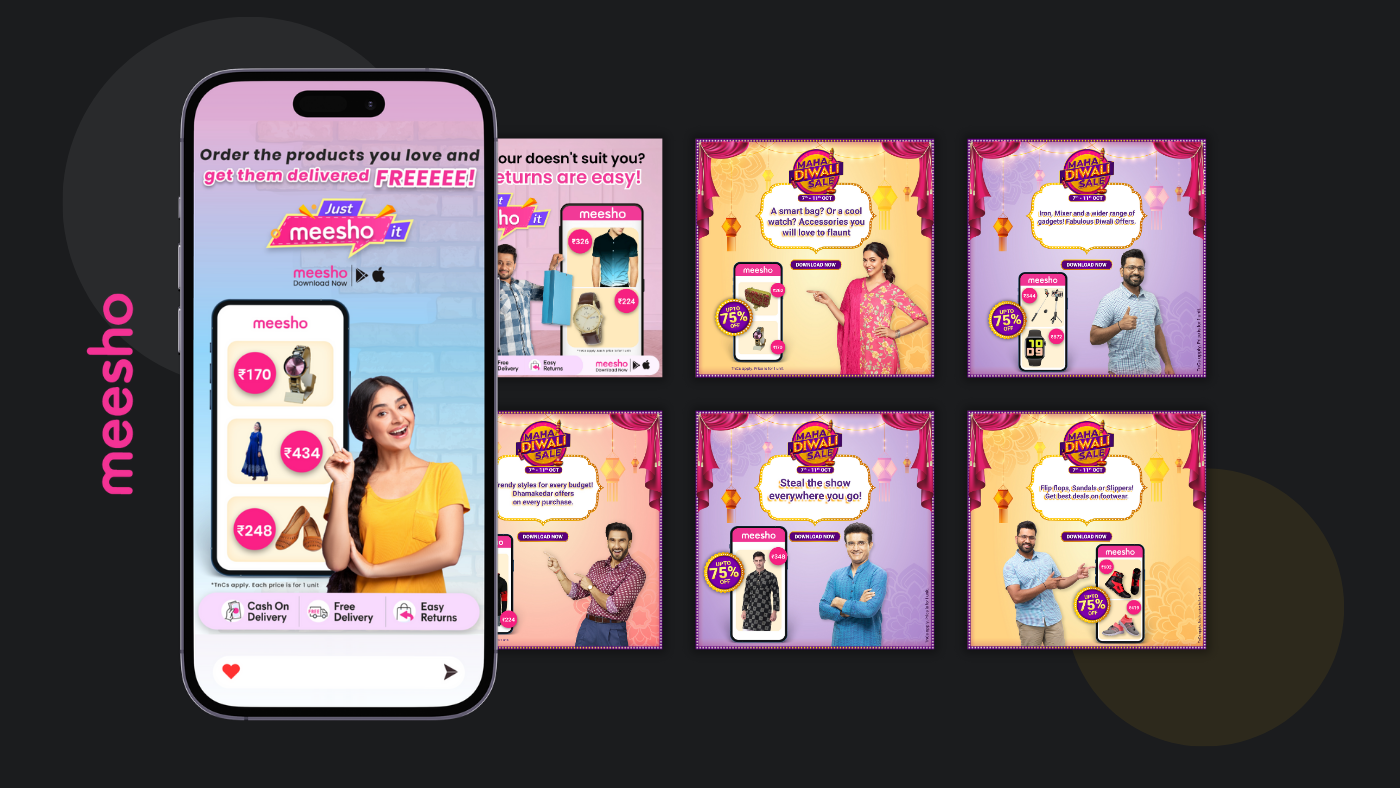 meesho
Order the products you love and
get them delivered FREEEEE!
Just
meesho it
meesho
Download Now
meesho
₹170
₹434
₹248
*TnCs apply. Each price is for 1 unit
Cash On
Delivery
Free
Delivery
Easy
Returns
our doesn't suit you?
eturns are easy!
ho it
meesho
₹326
₹224
Free
Delivery
Easy
Returns
meesho
Download Now
MAHA
DIWALI
SALE
7th - 11th OCT
A smart bag? Or a cool
watch? Accessories you
will love to flaunt
DOWNLOAD NOW
meesho
UPTO
75%
OFF
TnCs apply. Price is for 1 unit.
MAHA
DIWALI
SALE
7th - 11th OCT
Iron, Mixer and a wider range of
gadgets! Fabulous Diwali Offers.
DOWNLOAD NOW
meesho
₹344
UPTO
75%
OFF
10
09
MAHA
DIWALI
SALE
7th - 11th OCT
rendy styles for every budget!
Dhamakedar offers
on every purchase.
DOWNLOAD NOW
₹224
MAHA
DIWALI
SALE
7th - 11th OCT
Steal the show
everywhere you go!
DOWNLOAD NOW
meesho
₹348
UPTO
75%
OFF
MAHA
DIWALI
SALE
7th - 11th OCT
Flip flops, Sandals or Slippers!
Get best deals on footwear
DOWNLOAD NOW
meesho
UPTO
75%
OFF